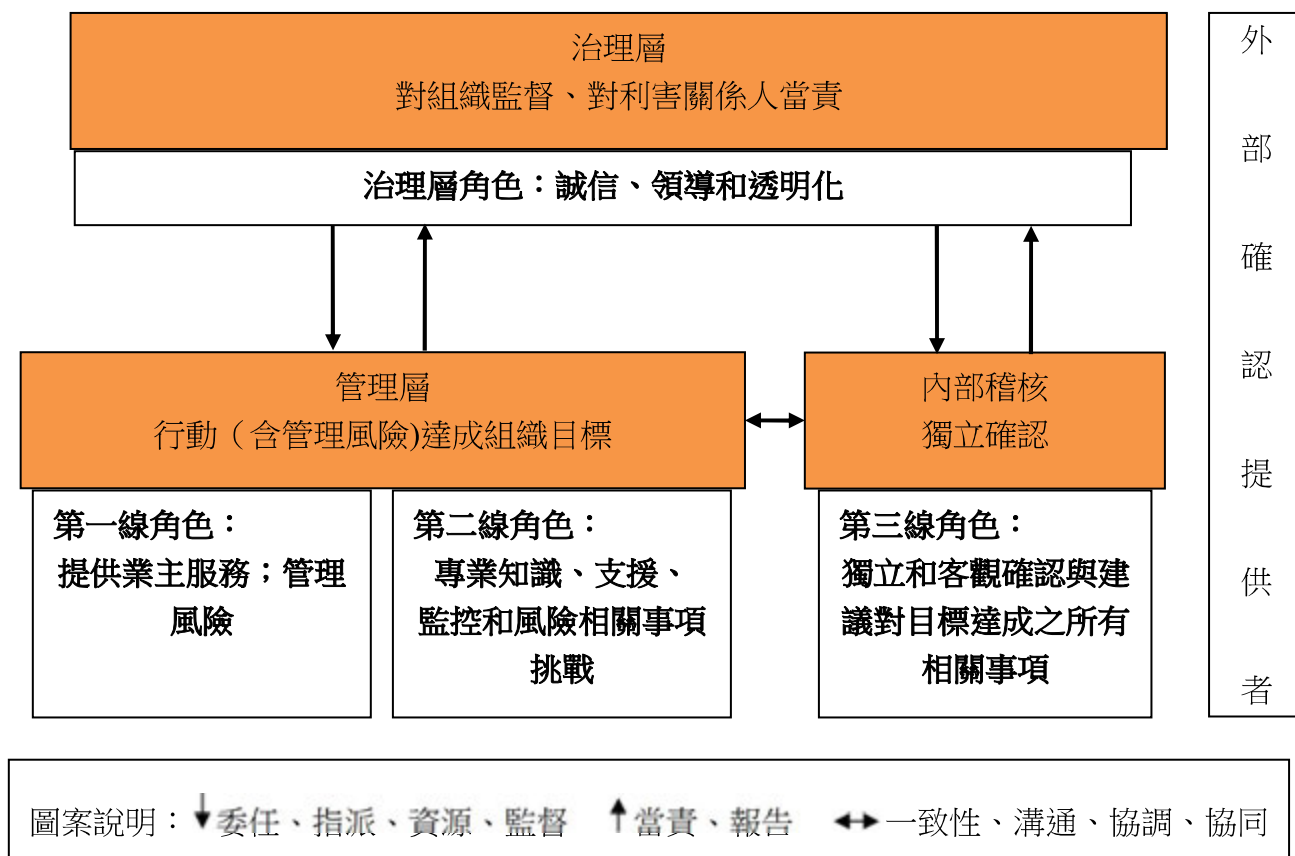 治理層
對組織監督、對利害關係人當責
治理層角色：誠信、領導和透明化
管理層
行動（含管理風險)達成組織目標
內部稽核
獨立確認
第一線角色：
提供業主服務；管理
風險
第二線角色：
專業知識、支援、
監控和風險相關事項
挑戰
第三線角色：
獨立和客觀確認與建
議對目標達成之所有
相關事項
外
部
確
認
提
供
者
圖案說明：↓委任、指派、資源、監督 ↑當責、報告 ↔一致性、溝通、協調、協同